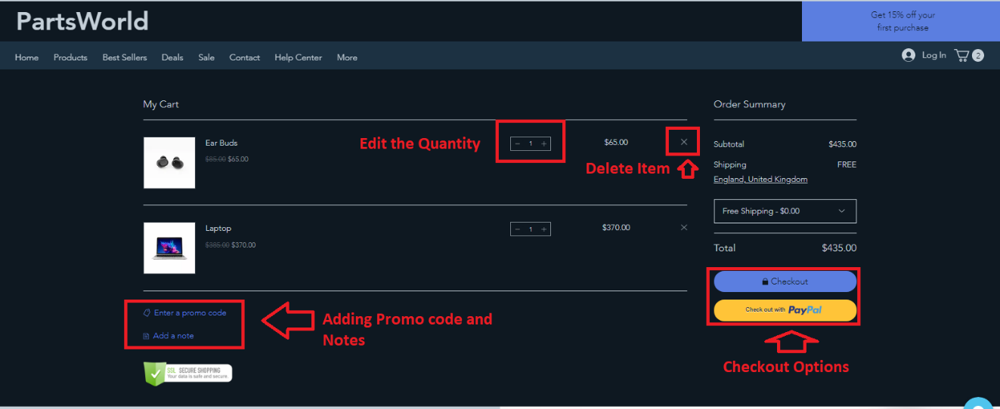 PartsWorld
Get 15% off your
first purchase
Home Products Best Sellers Deals Sale Contact Help Center More
Log In 2
My Cart
Ear Buds
$85.00 $65.00
Edit the Quantity
− 1 +
$65.00
Delete Item
Laptop
$385.00 $370.00
− 1 +
$370.00
Enter a promo code
Add a note
Adding Promo code and
Notes
SSL SECURE SHOPPING
Your data is safe and secure.
Order Summary
Subtotal $435.00
Shipping FREE
England, United Kingdom
Free Shipping - $0.00
Total $435.00
Checkout
Check out with PayPal
Checkout Options